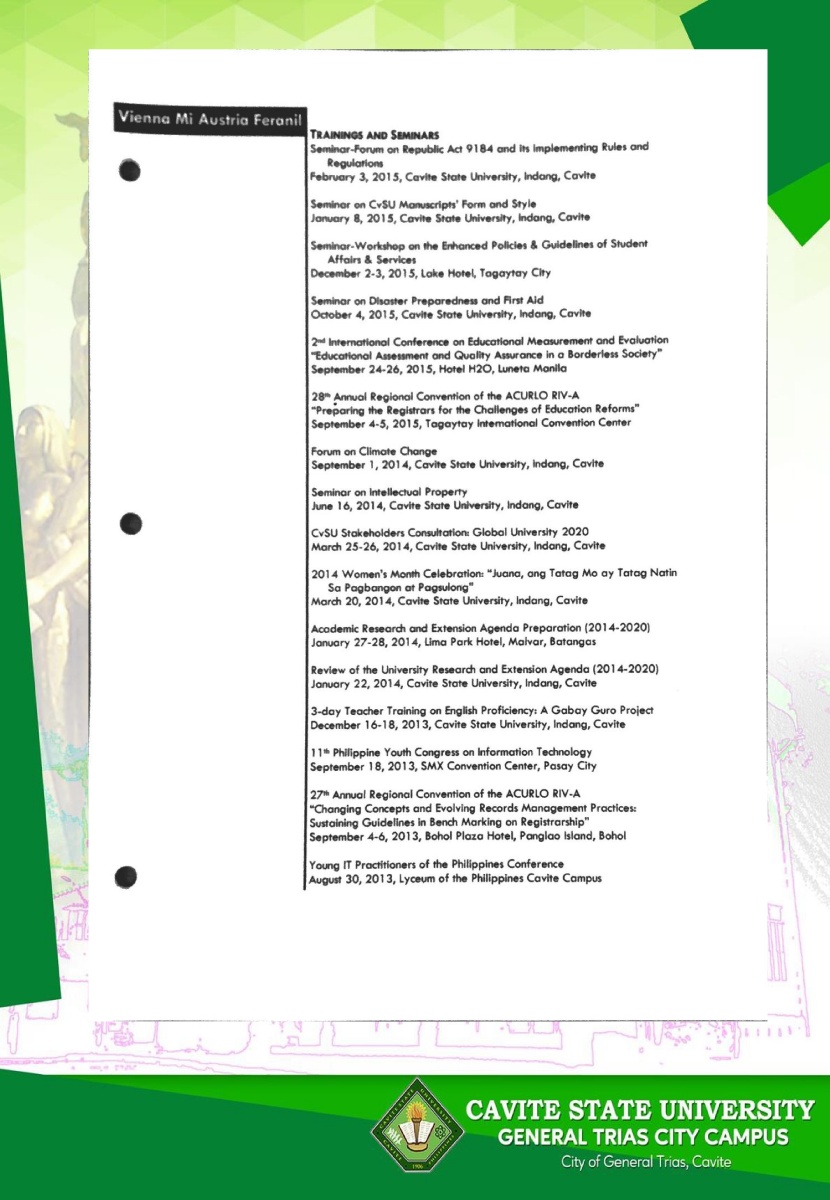 Vienna Mi Austria Feranil
TRAININGS AND SEMINARS
Seminar-Forum on Republic Act 9184 and its Implementing Rules and
Regulations
February 3, 2015, Cavite State University, Indang, Cavite
Seminar on CvSU Manuscripts' Form and Style
January 8, 2015, Cavite State University, Indang, Cavite
Seminar-Workshop on the Enhanced Policies & Guidelines of Student
Affairs & Services
December 2-3, 2015, Lake Hotel, Tagaytay City
Seminar on Disaster Preparedness and First Aid
October 4, 2015, Cavite State University, Indang, Cavite
2nd International Conference on Educational Measurement and Evaluation
"Educational Assessment and Quality Assurance in a Borderless Society"
September 24-26, 2015, Hotel H2O, Luneta Manila
28th Annual Regional Convention of the ACURLO RIV-A
"Preparing the Registrars for the Challenges of Education Reforms"
September 4-5, 2015, Tagaytay International Convention Center
Forum on Climate Change
September 1, 2014, Cavite State University, Indang, Cavite
Seminar on Intellectual Property
June 16, 2014, Cavite State University, Indang, Cavite
CvSU Stakeholders Consultation: Global University 2020
March 25-26, 2014, Cavite State University, Indang, Cavite
2014 Women's Month Celebration: "Juana, ang Tatag Mo ay Tatag Natin
Sa Pagbangon at Pagsulong"
March 20, 2014, Cavite State University, Indang, Cavite
Academic Research and Extension Agenda Preparation (2014-2020)
January 27-28, 2014, Lima Park Hotel, Malvar, Batangas
Review of the University Research and Extension Agenda (2014-2020)
January 22, 2014, Cavite State University, Indang, Cavite
3-day Teacher Training on English Proficiency: A Gabay Guro Project
December 16-18, 2013, Cavite State University, Indang, Cavite
11th Philippine Youth Congress on Information Technology
September 18, 2013, SMX Convention Center, Pasay City
27th Annual Regional Convention of the ACURLO RIV-A
"Changing Concepts and Evolving Records Management Practices:
Sustaining Guidelines in Bench Marking on Registrarship"
September 4-6, 2013, Bohol Plaza Hotel, Panglao Island, Bohol
Young IT Practitioners of the Philippines Conference
August 30, 2013, Lyceum of the Philippines Cavite Campus
CAVITE STATE UNIVERSITY
GENERAL TRIAS CITY CAMPUS
City of General Trias, Cavite
CAVITE STATE UNIVERSITY
CAVITE PHILIPPINES
1906